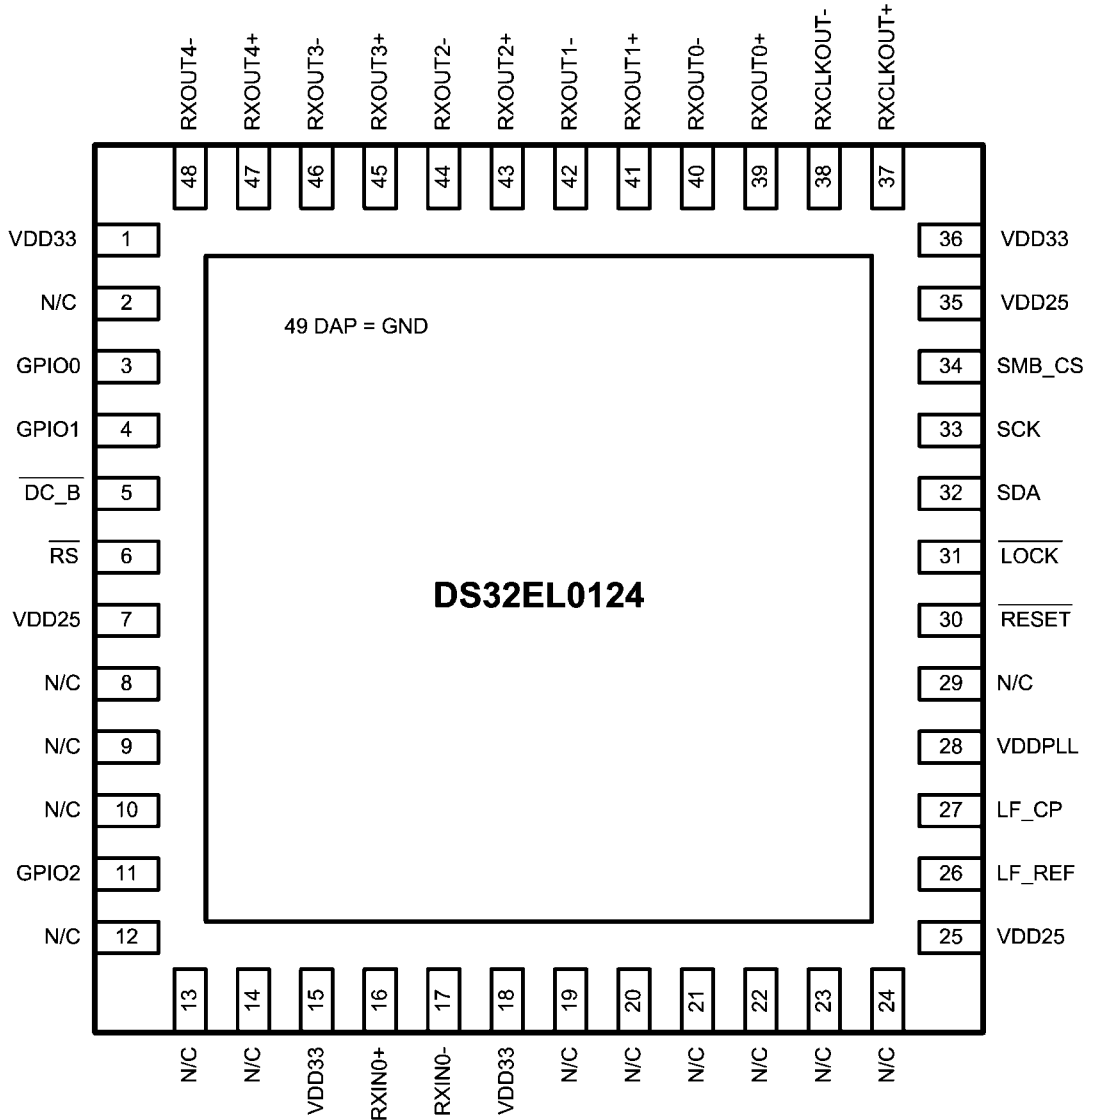 RXOUT4-
RXOUT4+
RXOUT3-
RXOUT3+
RXOUT2-
RXOUT2+
RXOUT1-
RXOUT1+
RXOUT0-
RXOUT0+
RXCLKOUT-
RXCLKOUT+
48 47 46 45 44 43 42 41 40 39 38 37
VDD33 1 36 VDD33
N/C 2 35 VDD25
49 DAP = GND
GPIO0 3 34 SMB_CS
GPIO1 4 33 SCK
DC_B 5 32 SDA
RS 6 31 LOCK
DS32EL0124
VDD25 7 30 RESET
N/C 8 29 N/C
N/C 9 28 VDDPLL
N/C 10 27 LF_CP
GPIO2 11 26 LF_REF
N/C 12 25 VDD25
13 14 15 16 17 18 19 20 21 22 23 24
N/C
N/C
VDD33
RXIN0+
RXIN0-
VDD33
N/C
N/C
N/C
N/C
N/C
N/C